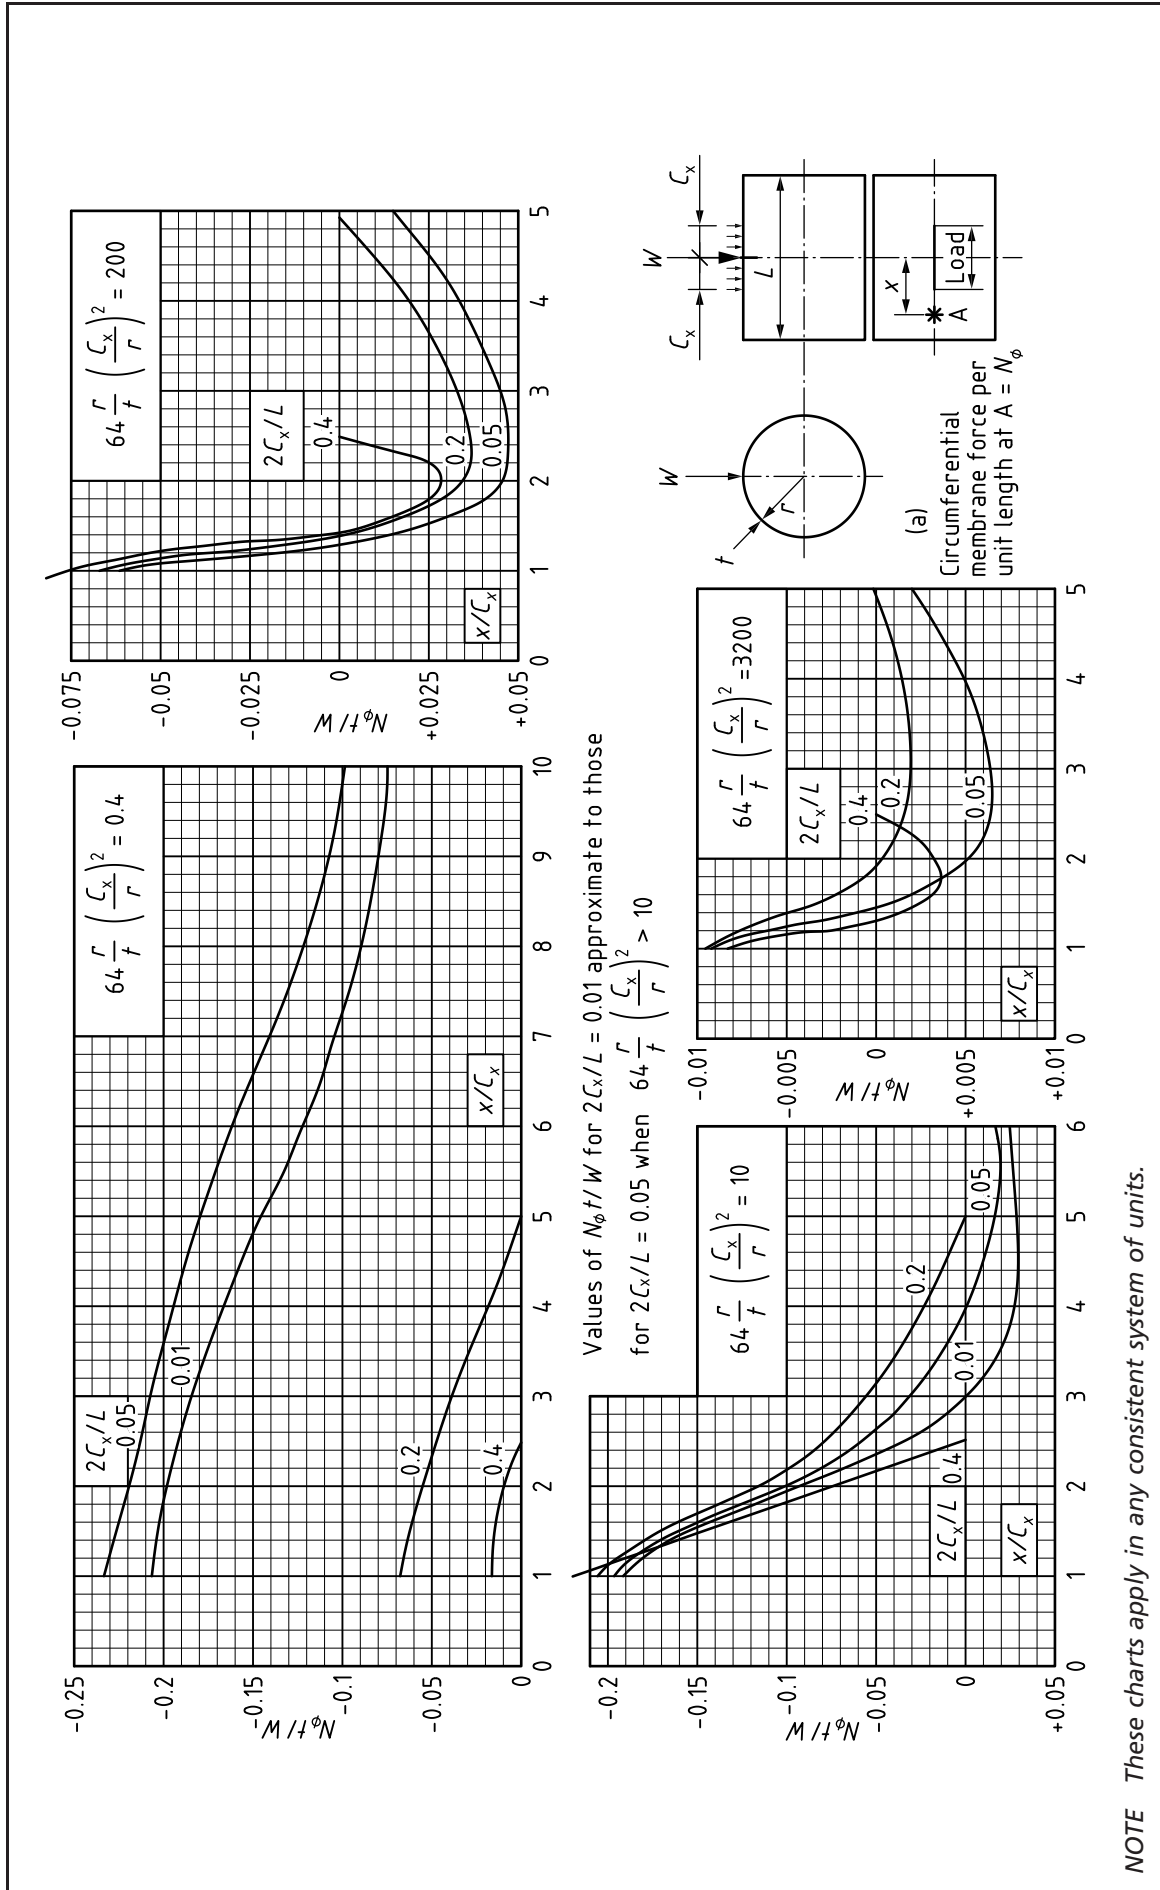 64 r/t (Cx/r)² = 0.4
2Cx/L
0.05
0.01
0.2
0.4
x/Cx
Nϕt/W
-0.25
-0.2
-0.15
-0.1
-0.05
0 1 2 3 4 5 6 7 8 9 10
64 r/t (Cx/r)² = 200
2Cx/L
0.4
0.2
0.05
x/Cx
Nϕt/W
-0.075
-0.05
-0.025
0
+0.025
+0.05
0 1 2 3 4 5
Values of Nϕt/W for 2Cx/L = 0.01 approximate to those
for 2Cx/L = 0.05 when 64 r/t (Cx/r)² > 10
64 r/t (Cx/r)² = 10
0.2
0.05
0.01
2Cx/L 0.4
x/Cx
Nϕt/W
-0.2
-0.15
-0.1
-0.05
0
+0.05
0 1 2 3 4 5 6
64 r/t (Cx/r)² =3200
2Cx/L
0.4
0.2
0.05
x/Cx
Nϕt/W
-0.01
-0.005
0
+0.005
+0.01
0 1 2 3 4 5
W
t
r
Cx W Cx
L
x
A
Load
(a)
Circumferential
membrane force per
unit length at A = Nϕ
NOTE These charts apply in any consistent system of units.